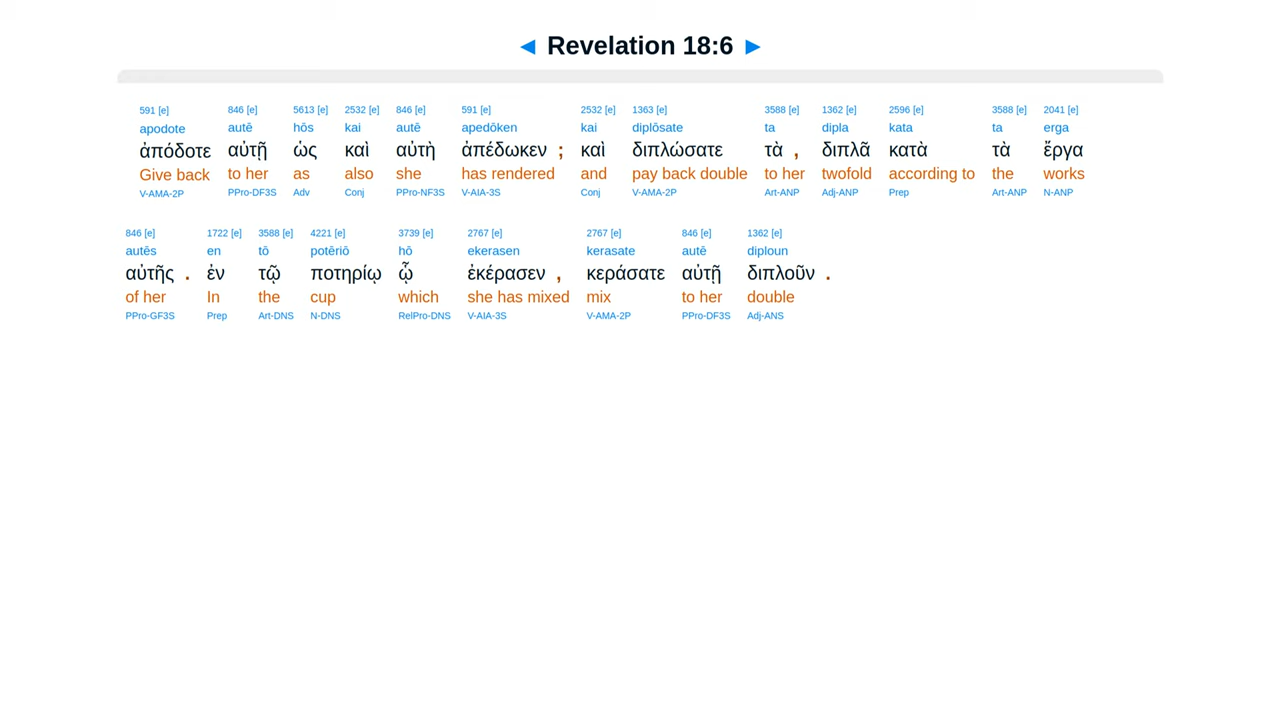 ◄ Revelation 18:6 ►
591 [e] 846 [e] 5613 [e] 2532 [e] 846 [e] 591 [e] 2532 [e] 1363 [e] 3588 [e] 1362 [e] 2596 [e] 3588 [e] 2041 [e]
apodote autē hōs kai autē apedōken kai diplōsate ta dipla kata ta erga
ἀπόδοτε αὐτῇ ὡς καὶ αὐτὴ ἀπέδωκεν ; καὶ διπλώσατε τὰ , διπλᾶ κατὰ τὰ ἔργα
Give back to her as also she has rendered and pay back double to her twofold according to the works
V-AMA-2P PPro-DF3S Adv Conj PPro-NF3S V-AIA-3S Conj V-AMA-2P Art-ANP Adj-ANP Prep Art-ANP N-ANP
846 [e] 1722 [e] 3588 [e] 4221 [e] 3739 [e] 2767 [e] 2767 [e] 846 [e] 1362 [e]
autēs en tō potēriō hō ekerasen kerasate autē diploun
αὐτῆς . ἐν τῷ ποτηρίῳ ᾧ ἐκέρασεν , κεράσατε αὐτῇ διπλοῦν .
of her In the cup which she has mixed mix to her double
PPro-GF3S Prep Art-DNS N-DNS RelPro-DNS V-AIA-3S V-AMA-2P PPro-DF3S Adj-ANS